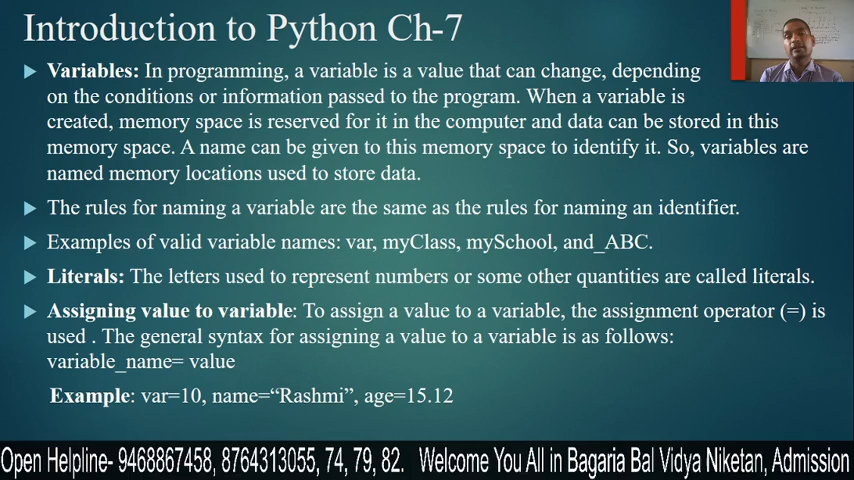 Introduction to Python Ch-7
Variables: In programming, a variable is a value that can change, depending
on the conditions or information passed to the program. When a variable is
created, memory space is reserved for it in the computer and data can be stored in this
memory space. A name can be given to this memory space to identify it. So, variables are
named memory locations used to store data.
The rules for naming a variable are the same as the rules for naming an identifier.
Examples of valid variable names: var, myClass, mySchool, and_ABC.
Literals: The letters used to represent numbers or some other quantities are called literals.
Assigning value to variable: To assign a value to a variable, the assignment operator (=) is
used . The general syntax for assigning a value to a variable is as follows:
variable_name= value
Example: var=10, name=“Rashmi”, age=15.12
Open Helpline- 9468867458, 8764313055, 74, 79, 82. Welcome You All in Bagaria Bal Vidya Niketan, Admission